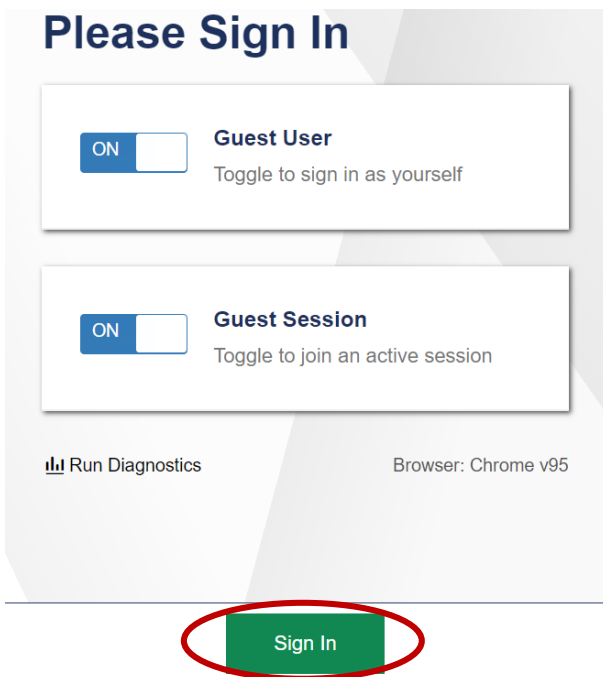 Please Sign In
ON
Guest User
Toggle to sign in as yourself
ON
Guest Session
Toggle to join an active session
Run Diagnostics
Browser: Chrome v95
Sign In